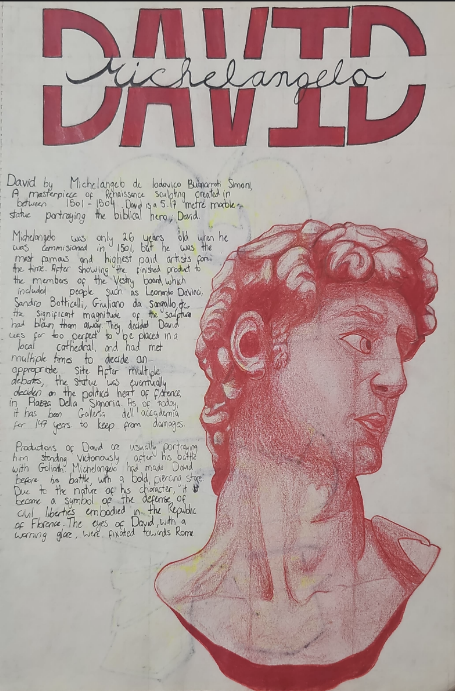 DAVID
Michelangelo
David by Michelangelo di Lodovico Buonarroti Simoni,
A masterpiece of Renaissance sculpting created in
between 1501 - 1504, David is a 5.17 metre marble
statue portraying the biblical hero, David.
Michelangelo was only 26 years old when he
was commissioned in 1501, but he was the
most famous and highest paid artists for
the time. After showing the finished product to
the members of the Vestry board which
included people such as Leonardo Davinci,
Sandro Botticelli, Giuliano da Sangallo,
the significant magnitude of the sculpture
had blown them away. They decided David
was far too perfect to be placed in a
local cathedral, and had met
multiple times to decide an
appropriate site. After multiple
debates, the statue was eventually
decided on the political heart of Florence,
in Piazza Della Signoria. As of today,
it has been Galleria dell' accademia
for 147 years to keep from damages.
Productions of David are usually portraying
him standing victoriously after his battle
with Goliath. Michelangelo had made David
before his battle, with a bold, piercing stare.
Due to the nature of his character, it
became a symbol of the defense of
civil liberties embodied in the Republic
of Florence. The eyes of David, with a
warning glare, were fixated towards Rome